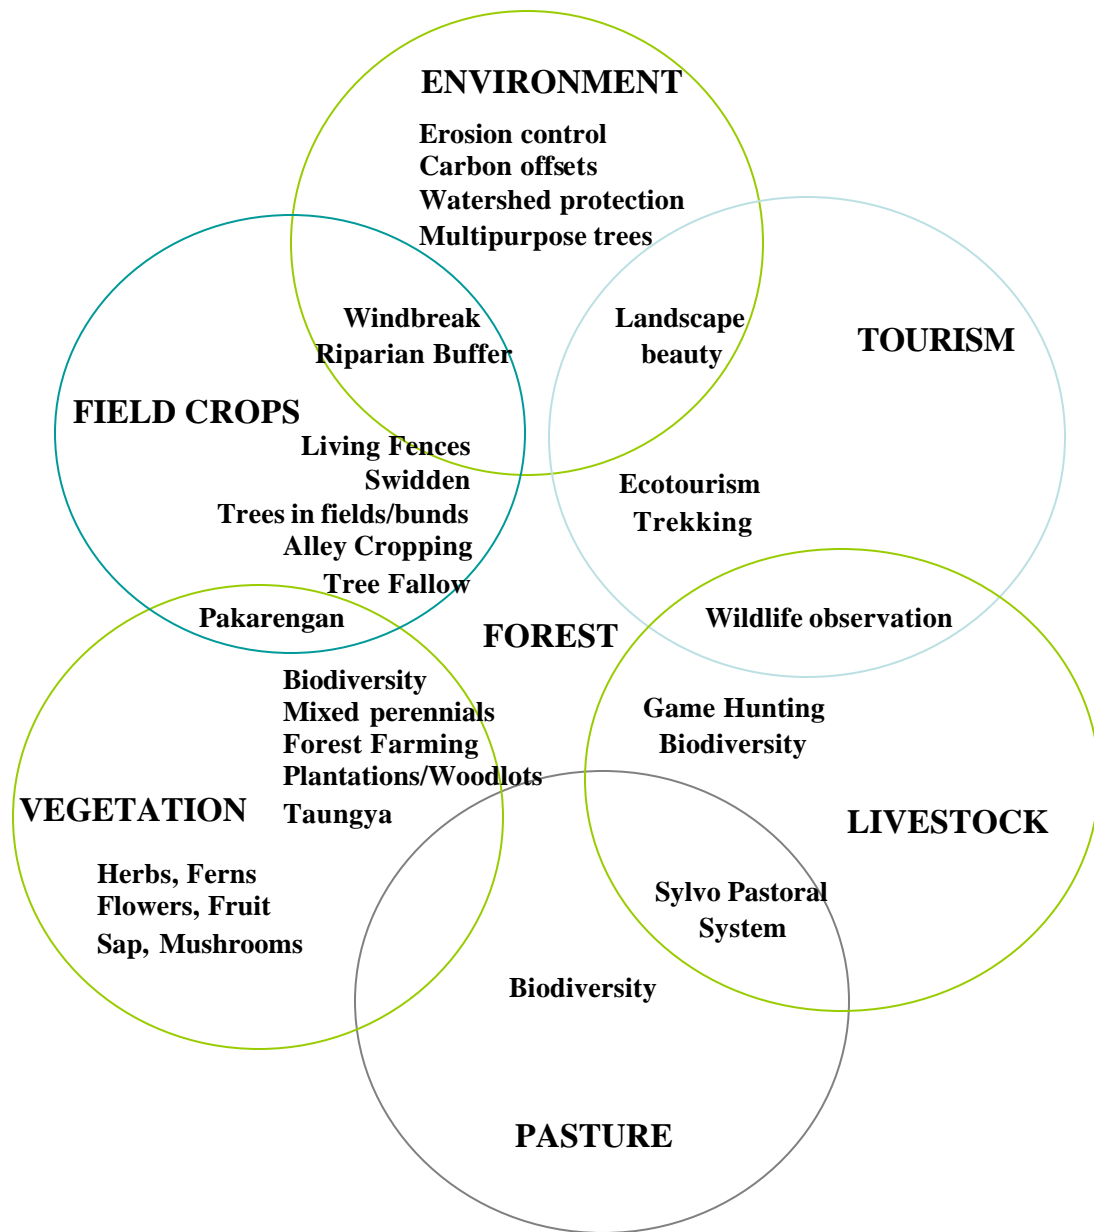 ENVIRONMENT
Erosion control
Carbon offsets
Watershed protection
Multipurpose trees
Windbreak
Riparian Buffer
Landscape
beauty
TOURISM
FIELD CROPS
Living Fences
Swidden
Trees in fields/bunds
Alley Cropping
Tree Fallow
Ecotourism
Trekking
Pakarengan
FOREST
Wildlife observation
Biodiversity
Mixed perennials
Forest Farming
Plantations/Woodlots
Taungya
Game Hunting
Biodiversity
VEGETATION
LIVESTOCK
Herbs, Ferns
Flowers, Fruit
Sap, Mushrooms
Sylvo Pastoral
System
Biodiversity
PASTURE